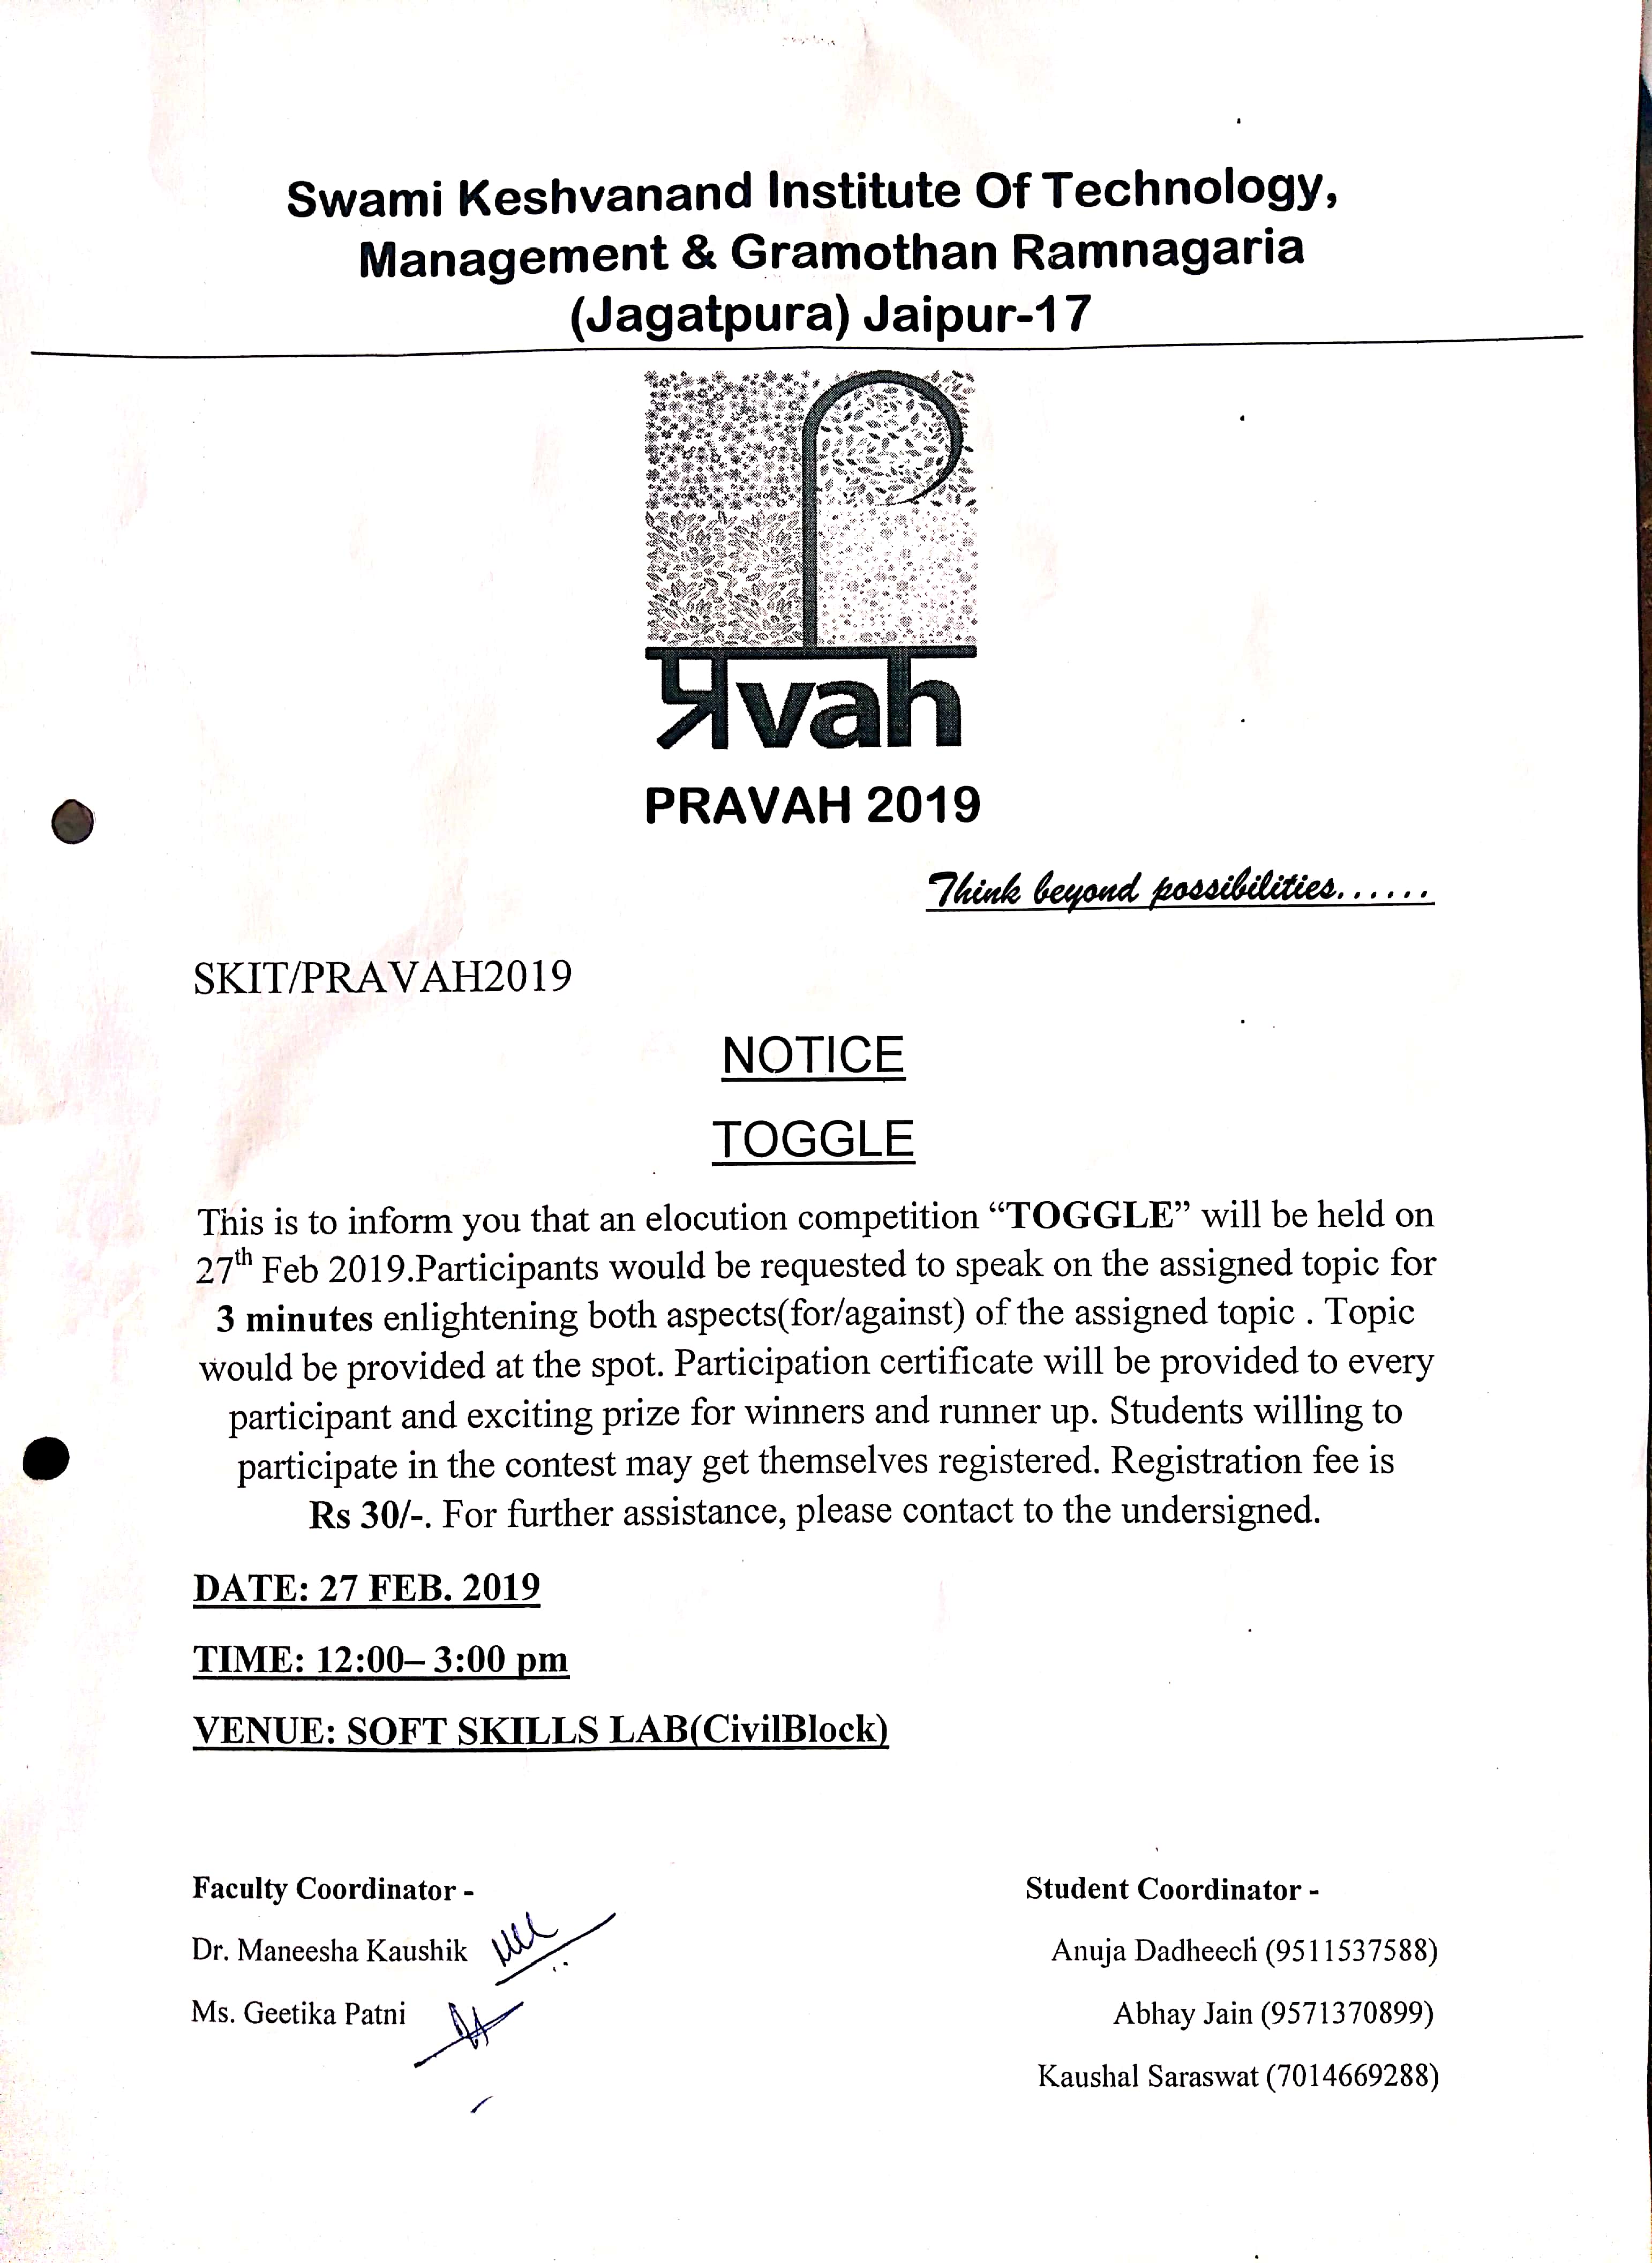 Swami Keshvanand Institute Of Technology,
Management & Gramothan Ramnagaria
(Jagatpura) Jaipur-17
प्रvah
PRAVAH 2019
Think beyond possibilities......
SKIT/PRAVAH2019
NOTICE
TOGGLE
This is to inform you that an elocution competition “TOGGLE” will be held on
27th Feb 2019.Participants would be requested to speak on the assigned topic for
3 minutes enlightening both aspects(for/against) of the assigned topic . Topic
would be provided at the spot. Participation certificate will be provided to every
participant and exciting prize for winners and runner up. Students willing to
participate in the contest may get themselves registered. Registration fee is
Rs 30/-. For further assistance, please contact to the undersigned.
DATE: 27 FEB. 2019
TIME: 12:00– 3:00 pm
VENUE: SOFT SKILLS LAB(CivilBlock)
Faculty Coordinator -
Dr. Maneesha Kaushik
Ms. Geetika Patni
Student Coordinator -
Anuja Dadheech (9511537588)
Abhay Jain (9571370899)
Kaushal Saraswat (7014669288)